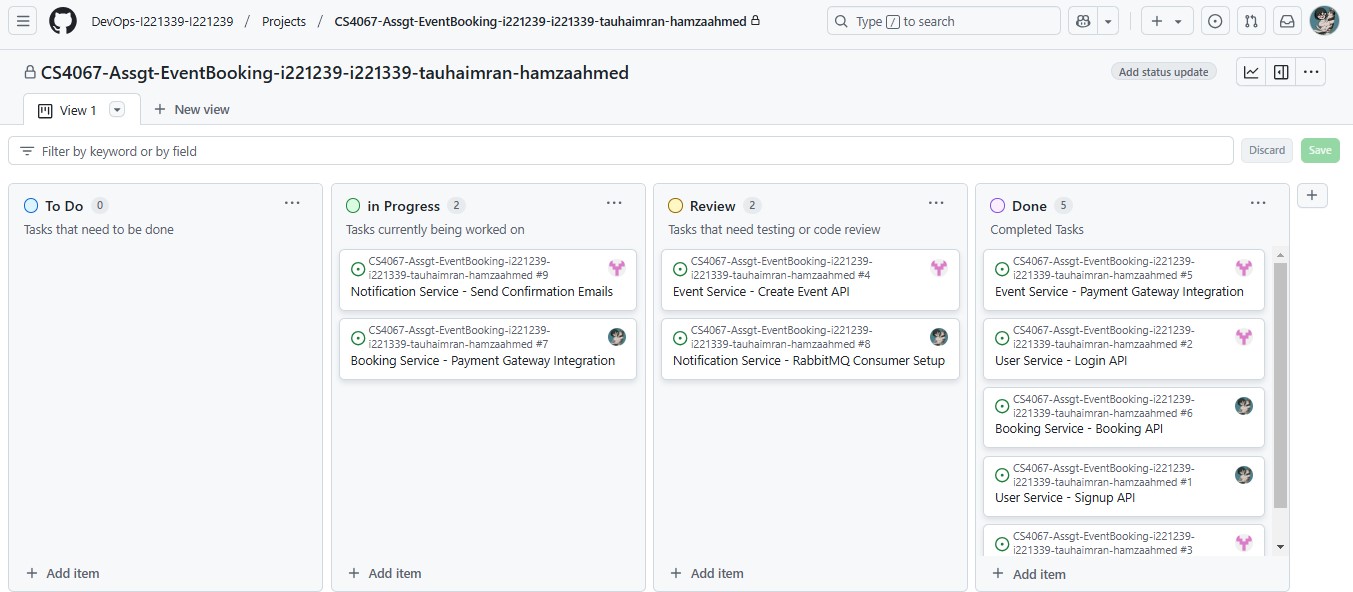 DevOps-I221339-I221239 / Projects / CS4067-Assgt-EventBooking-i221239-i221339-tauhaimran-hamzaahmed
Type / to search
CS4067-Assgt-EventBooking-i221239-i221339-tauhaimran-hamzaahmed
Add status update
View 1
New view
Filter by keyword or by field
Discard
Save
To Do 0
Tasks that need to be done
Add item
in Progress 2
Tasks currently being worked on
CS4067-Assgt-EventBooking-i221239-
i221339-tauhaimran-hamzaahmed #9
Notification Service - Send Confirmation Emails
CS4067-Assgt-EventBooking-i221239-
i221339-tauhaimran-hamzaahmed #7
Booking Service - Payment Gateway Integration
Add item
Review 2
Tasks that need testing or code review
CS4067-Assgt-EventBooking-i221239-
i221339-tauhaimran-hamzaahmed #4
Event Service - Create Event API
CS4067-Assgt-EventBooking-i221239-
i221339-tauhaimran-hamzaahmed #8
Notification Service - RabbitMQ Consumer Setup
Add item
Done 5
Completed Tasks
CS4067-Assgt-EventBooking-i221239-
i221339-tauhaimran-hamzaahmed #5
Event Service - Payment Gateway Integration
CS4067-Assgt-EventBooking-i221239-
i221339-tauhaimran-hamzaahmed #2
User Service - Login API
CS4067-Assgt-EventBooking-i221239-
i221339-tauhaimran-hamzaahmed #6
Booking Service - Booking API
CS4067-Assgt-EventBooking-i221239-
i221339-tauhaimran-hamzaahmed #1
User Service - Signup API
CS4067-Assgt-EventBooking-i221239-
i221339-tauhaimran-hamzaahmed #3
Add item